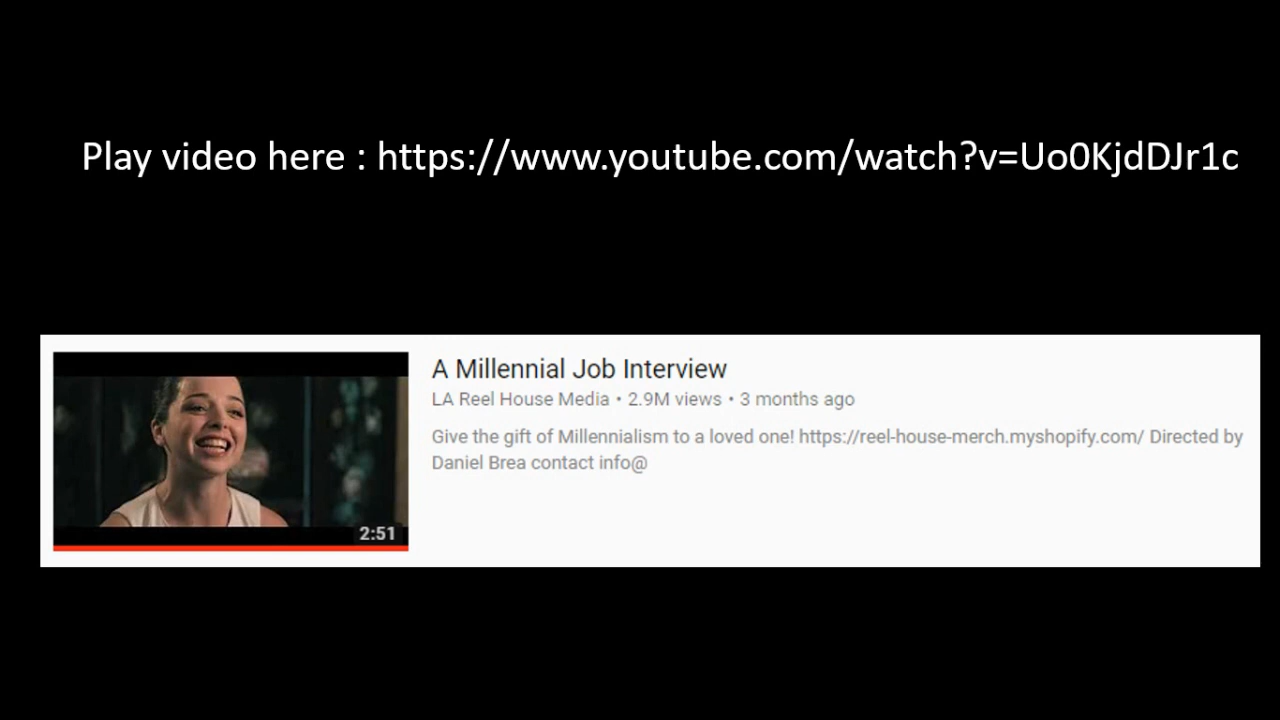 Play video here : https://www.youtube.com/watch?v=Uo0KjdDJr1c
A Millennial Job Interview
LA Reel House Media • 2.9M views • 3 months ago
Give the gift of Millennialism to a loved one! https://reel-house-merch.myshopify.com/ Directed by
Daniel Brea contact info@
2:51